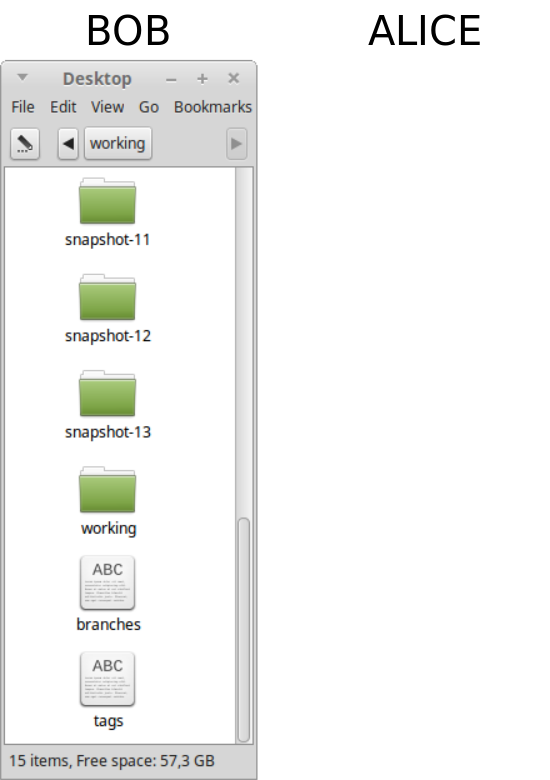 BOB ALICE
Desktop
File Edit View Go Bookmarks
working
snapshot-11
snapshot-12
snapshot-13
working
ABC
branches
ABC
tags
15 items, Free space: 57,3 GB